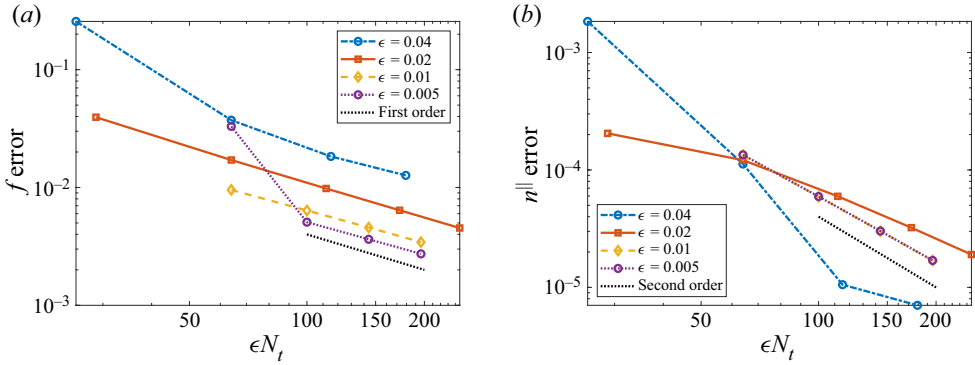 (a)
10⁻¹
10⁻²
10⁻³
f error
50
100
150
200
ϵNₜ
ϵ = 0.04
ϵ = 0.02
ϵ = 0.01
ϵ = 0.005
First order
(b)
10⁻³
10⁻⁴
10⁻⁵
n^|| error
50
100
150
200
ϵNₜ
ϵ = 0.04
ϵ = 0.02
ϵ = 0.01
ϵ = 0.005
Second order